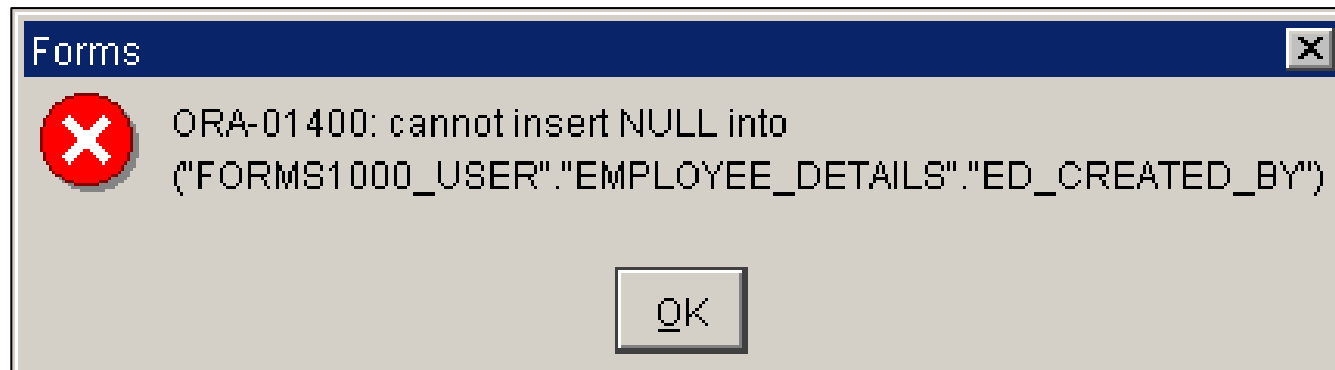 Forms
ORA-01400: cannot insert NULL into
("FORMS1000_USER"."EMPLOYEE_DETAILS"."ED_CREATED_BY")
OK